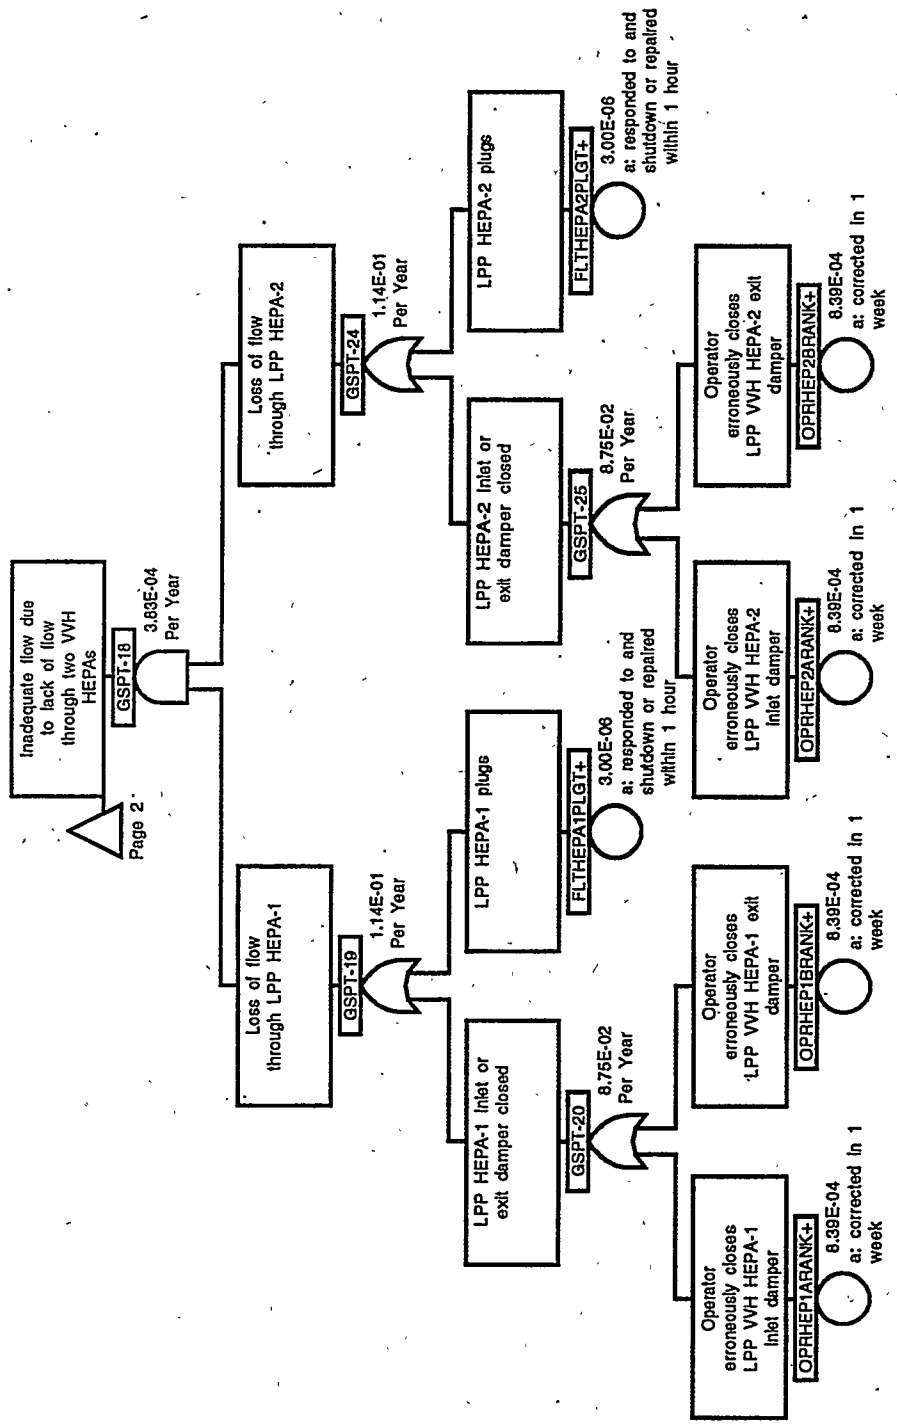 Inadequate flow due
to lack of flow
through two VVH
HEPAs
GSPT-18
3.83E-04
Per Year
Page 2
Loss of flow
through LPP HEPA-1
GSPT-19
1.14E-01
Per Year
Loss of flow
through LPP HEPA-2
GSPT-24
1.14E-01
Per Year
LPP HEPA-1 Inlet or
exit damper closed
GSPT-20
8.75E-02
Per Year
LPP HEPA-1 plugs
FLTHEPA1PLGT+
3.00E-06
a: responded to and
shutdown or repaired
within 1 hour
LPP HEPA-2 Inlet or
exit damper closed
GSPT-25
8.75E-02
Per Year
LPP HEPA-2 plugs
FLTHEPA2PLGT+
3.00E-06
a: responded to and
shutdown or repaired
within 1 hour
Operator
erroneously closes
LPP VVH HEPA-1
Inlet damper
OPRHEP1ARANK+
8.39E-04
a: corrected in 1
week
Operator
erroneously closes
LPP VVH HEPA-1 exit
damper
OPRHEP1BRANK+
8.39E-04
a: corrected in 1
week
Operator
erroneously closes
LPP VVH HEPA-2
Inlet damper
OPRHEP2ARANK+
8.39E-04
a: corrected in 1
week
Operator
erroneously closes
LPP VVH HEPA-2 exit
damper
OPRHEP2BRANK+
8.39E-04
a: corrected in 1
week